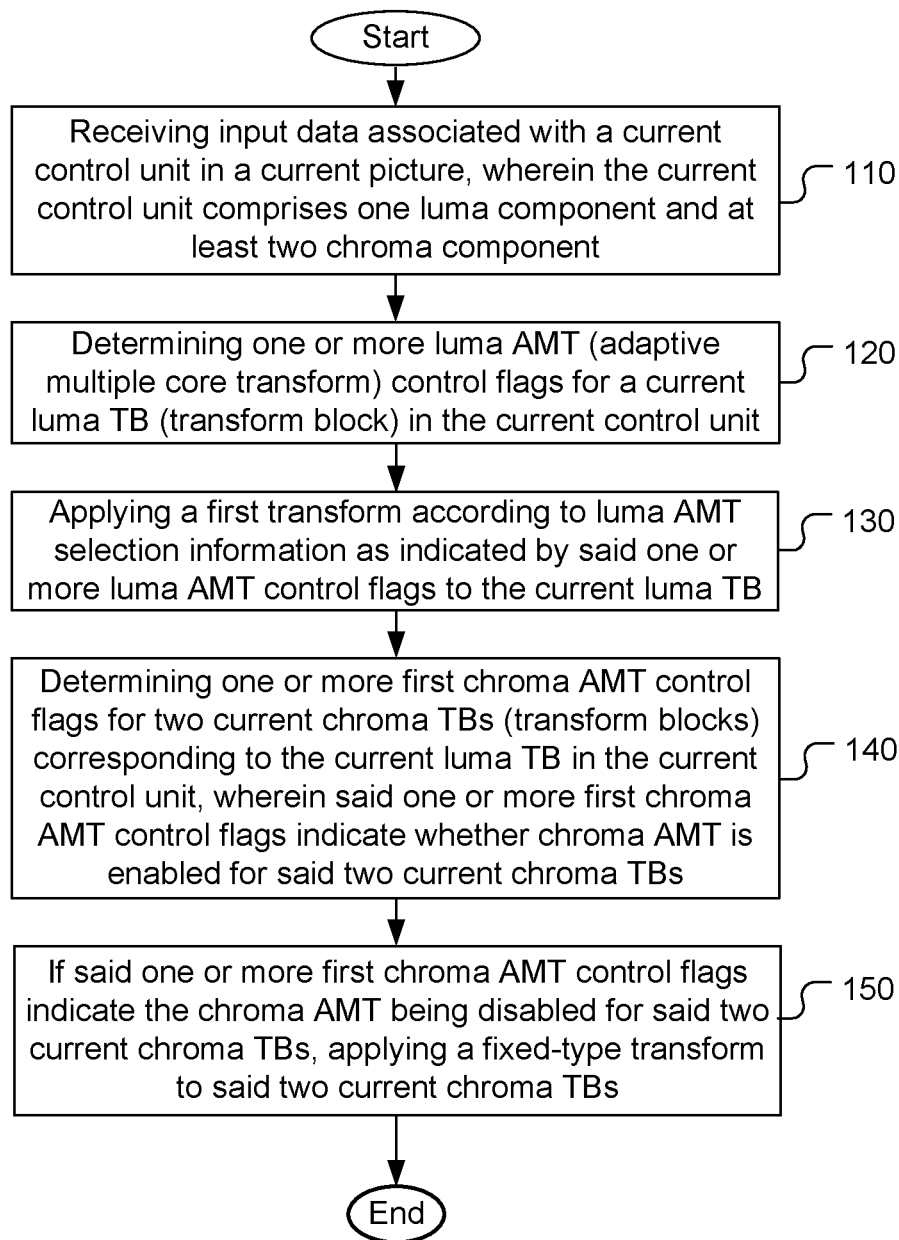 Start
Receiving input data associated with a current
control unit in a current picture, wherein the current
control unit comprises one luma component and at
least two chroma component
110
Determining one or more luma AMT (adaptive
multiple core transform) control flags for a current
luma TB (transform block) in the current control unit
120
Applying a first transform according to luma AMT
selection information as indicated by said one or
more luma AMT control flags to the current luma TB
130
Determining one or more first chroma AMT control
flags for two current chroma TBs (transform blocks)
corresponding to the current luma TB in the current
control unit, wherein said one or more first chroma
AMT control flags indicate whether chroma AMT is
enabled for said two current chroma TBs
140
If said one or more first chroma AMT control flags
indicate the chroma AMT being disabled for said two
current chroma TBs, applying a fixed-type transform
to said two current chroma TBs
150
End